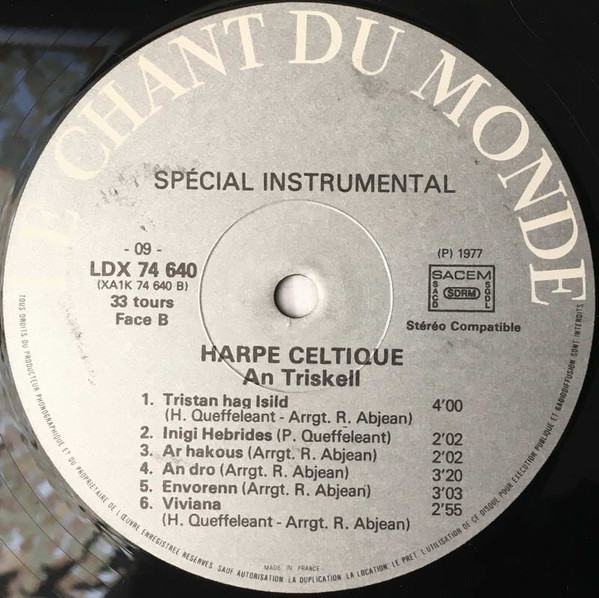 LE CHANT DU MONDE
SPÉCIAL INSTRUMENTAL
- 09 -
LDX 74 640
(XA1K 74 640 B)
33 tours
Face B
(P) 1977
SACEM
SACD SDRM SGDL
Stéréo Compatible
HARPE CELTIQUE
An Triskell
1. Tristan hag Isild 4'00
(H. Queffeleant - Arrgt. R. Abjean)
2. Inigi Hebrides (P. Queffeleant) 2'02
3. Ar hakous (Arrgt. R. Abjean) 2'02
4. An dro (Arrgt. R. Abjean) 3'20
5. Envorenn (Arrgt. R. Abjean) 3'03
6. Viviana 2'55
(H. Queffeleant - Arrgt. R. Abjean)
MADE IN FRANCE
TOUS DROITS DU PRODUCTEUR PHONOGRAPHIQUE ET DU PROPRIÉTAIRE DE L'ŒUVRE ENREGISTRÉE RÉSERVÉS SAUF AUTORISATION LA DUPLICATION LA LOCATION, LE PRÊT, L'UTILISATION DE CE DISQUE POUR EXÉCUTION PUBLIQUE ET RADIODIFFUSION SONT INTERDITS